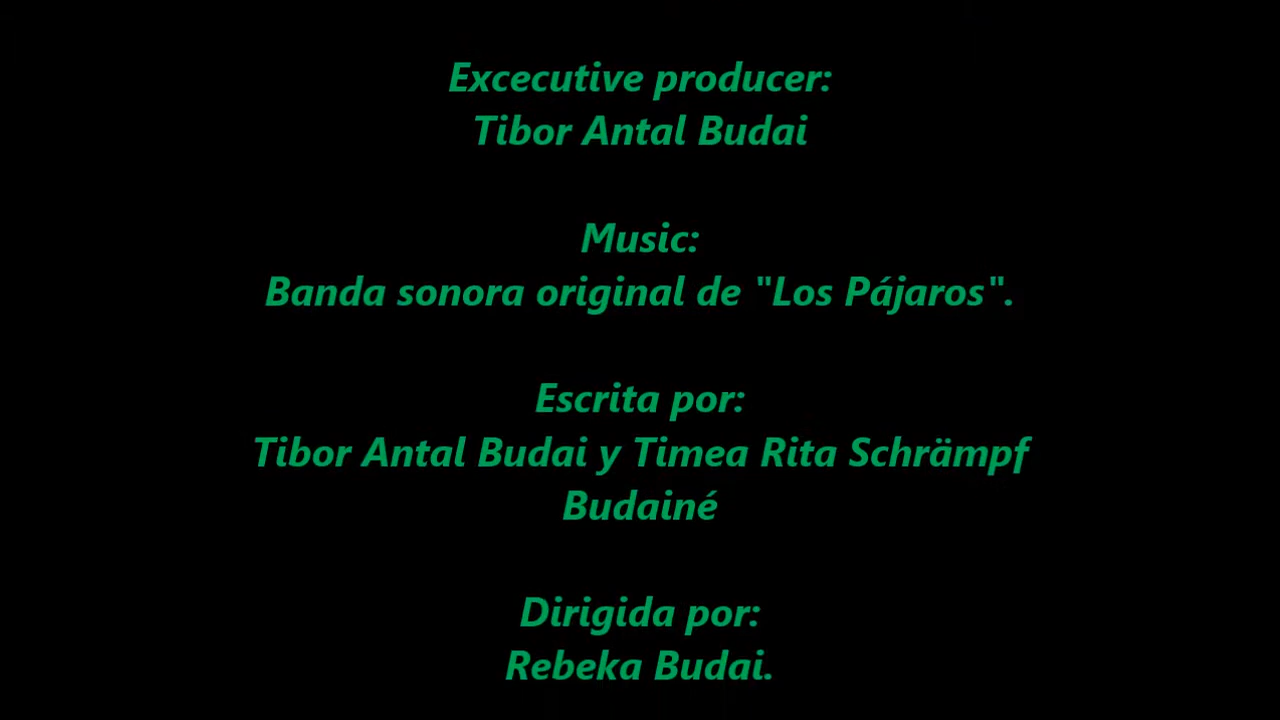 Excecutive producer:
Tibor Antal Budai
Music:
Banda sonora original de "Los Pájaros".
Escrita por:
Tibor Antal Budai y Timea Rita Schrämpf
Budainé
Dirigida por:
Rebeka Budai.